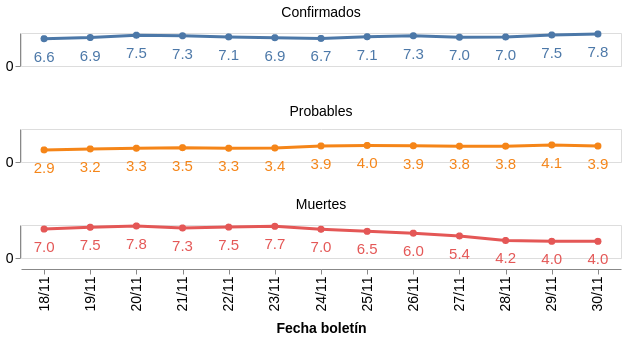 Confirmados
0
6.6 6.9 7.5 7.3 7.1 6.9 6.7 7.1 7.3 7.0 7.0 7.5 7.8
Probables
0
2.9 3.2 3.3 3.5 3.3 3.4 3.9 4.0 3.9 3.8 3.8 4.1 3.9
Muertes
0
7.0 7.5 7.8 7.3 7.5 7.7 7.0 6.5 6.0 5.4 4.2 4.0 4.0
18/11 19/11 20/11 21/11 22/11 23/11 24/11 25/11 26/11 27/11 28/11 29/11 30/11
Fecha boletín